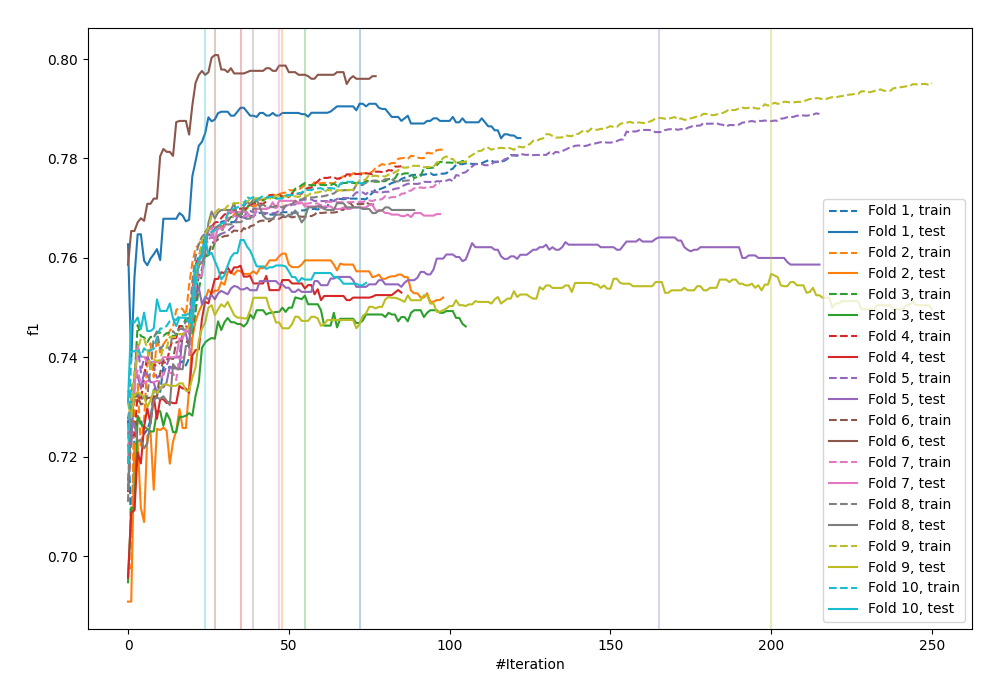 0.80
0.78
0.76
0.74
0.72
0.70
f1
0
50
100
150
200
250
#Iteration
Fold 1, train
Fold 1, test
Fold 2, train
Fold 2, test
Fold 3, train
Fold 3, test
Fold 4, train
Fold 4, test
Fold 5, train
Fold 5, test
Fold 6, train
Fold 6, test
Fold 7, train
Fold 7, test
Fold 8, train
Fold 8, test
Fold 9, train
Fold 9, test
Fold 10, train
Fold 10, test